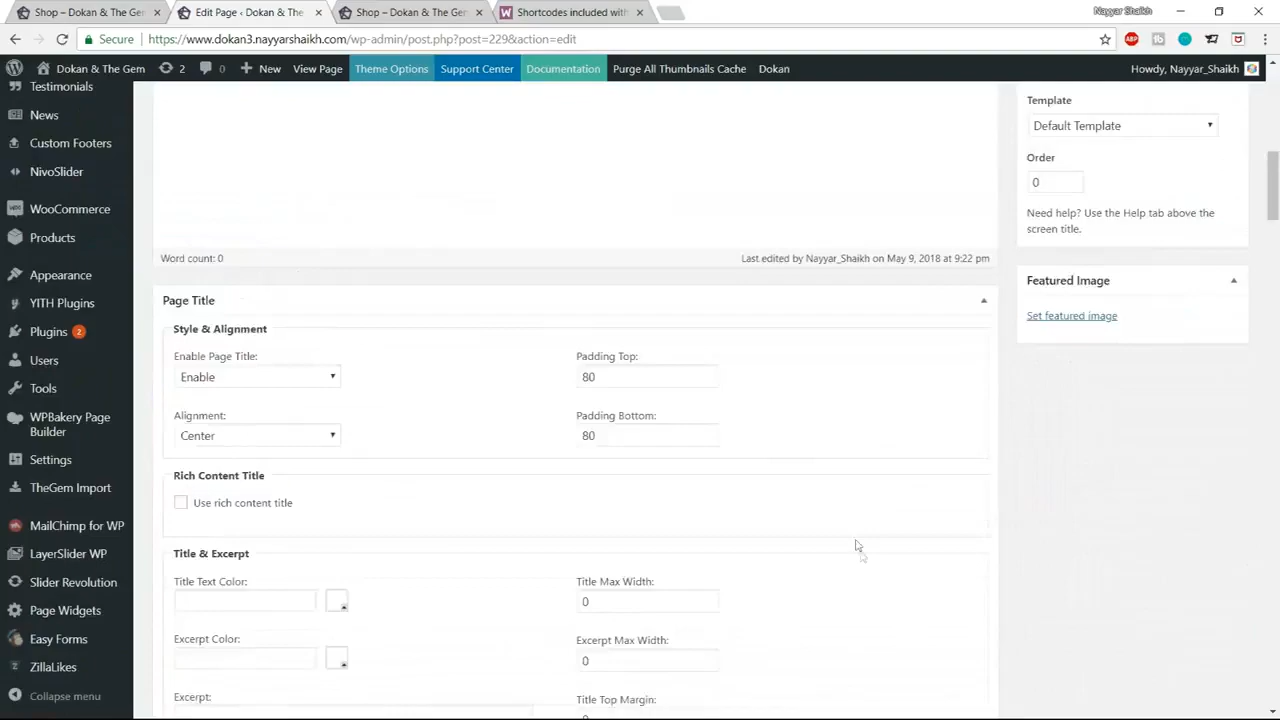 Shop – Dokan & The Gem
Edit Page ‹ Dokan & The
Shop – Dokan & The Gem
Shortcodes included with
Nayyar Shaikh
Secure
https://www.dokan3.nayyarshaikh.com/wp-admin/post.php?post=229&action=edit
ABP
Dokan & The Gem
2
0
New
View Page
Theme Options
Support Center
Documentation
Purge All Thumbnails Cache
Dokan
Howdy, Nayyar_Shaikh
Testimonials
News
Custom Footers
NivoSlider
WooCommerce
Products
Appearance
YITH Plugins
Plugins 2
Users
Tools
WPBakery Page
Builder
Settings
TheGem Import
MailChimp for WP
LayerSlider WP
Slider Revolution
Page Widgets
Easy Forms
ZillaLikes
Collapse menu
Word count: 0
Last edited by Nayyar_Shaikh on May 9, 2018 at 9:22 pm
Page Title
Style & Alignment
Enable Page Title:
Enable
Padding Top:
80
Alignment:
Center
Padding Bottom:
80
Rich Content Title
Use rich content title
Title & Excerpt
Title Text Color:
Title Max Width:
0
Excerpt Color:
Excerpt Max Width:
0
Excerpt:
Title Top Margin:
Template
Default Template
Order
0
Need help? Use the Help tab above the
screen title.
Featured Image
Set featured image